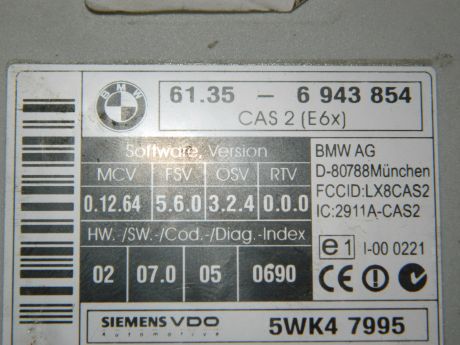 BMW
61.35 - 6 943 854
CAS 2 (E6x)
Software, Version
MCV FSV OSV RTV
0.12.64 5.6.0 3.2.4 0.0.0
HW.-/SW.-/Cod.-/Diag.-Index
02 07.0 05 0690
BMW AG
D-80788München
FCCID:LX8CAS2
IC:2911A-CAS2
e1 I-00 0221
CE
SIEMENS VDO
Automotive
5WK4 7995